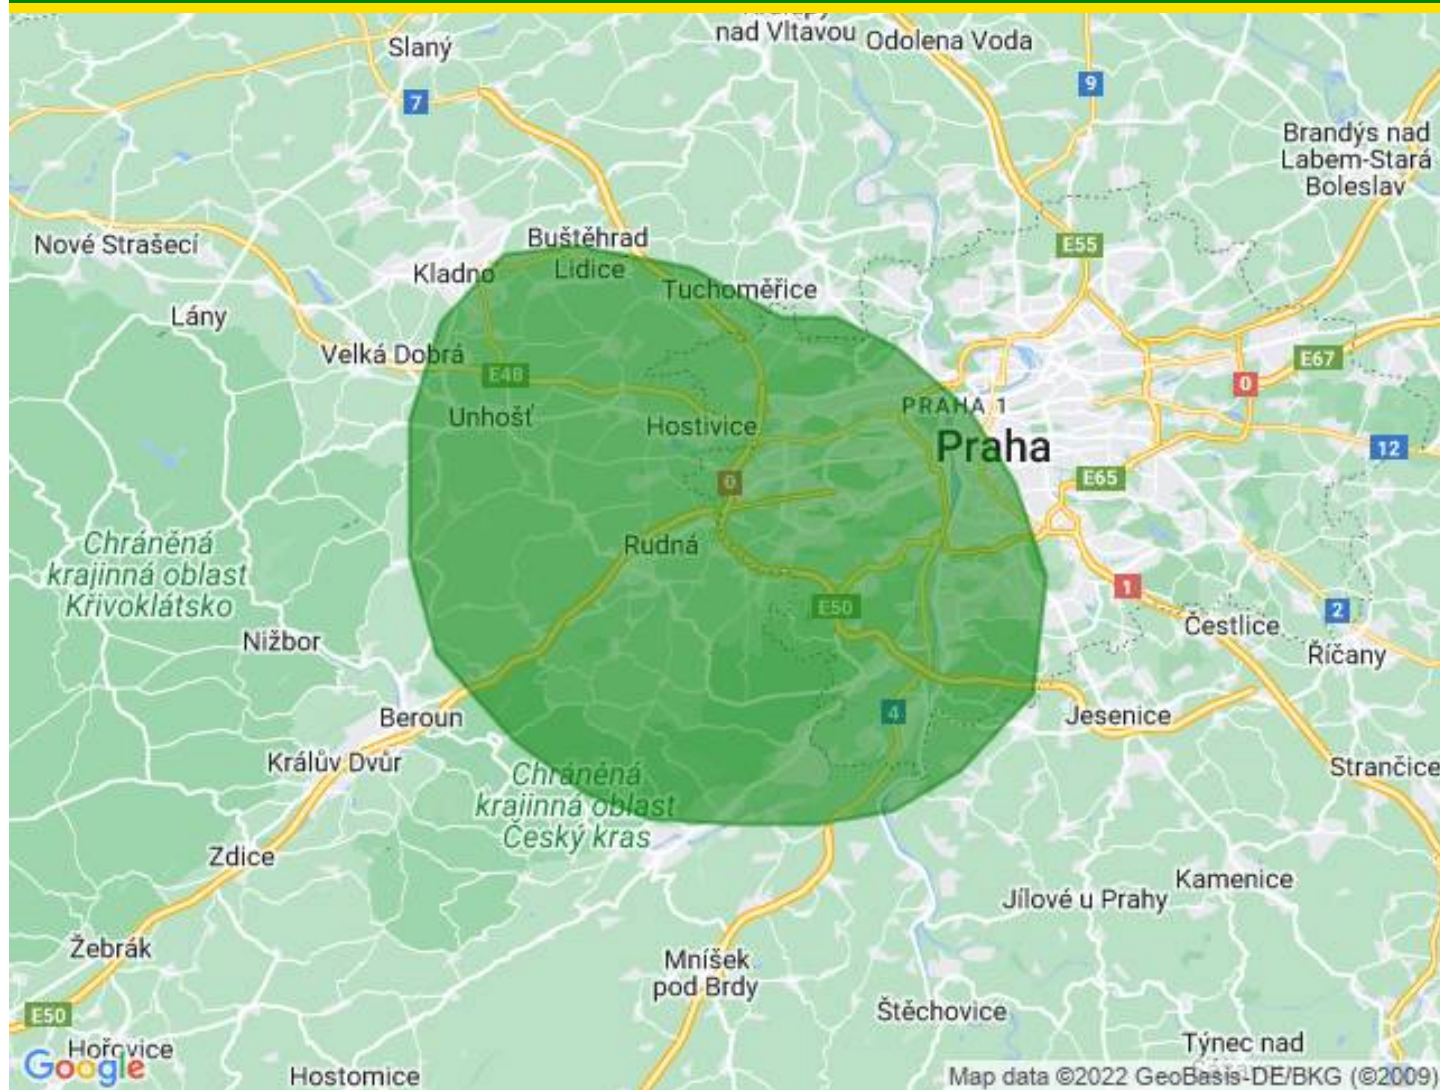 nad Vltavou
Odolena Voda
Slaný
7
9
Brandýs nad
Labem-Stará
Boleslav
Nové Strašecí
Buštěhrad
E55
Kladno
Lidice
Tuchoměřice
Lány
Velká Dobrá
E48
E67
0
PRAHA 1
Unhošť
Hostivice
Praha
12
0
E65
Rudná
Chráněná
krajinná oblast
Křivoklátsko
1
E50
2
Čestlice
Nižbor
Říčany
4
Beroun
Jesenice
Králův Dvůr
Strančice
Chráněná
krajinná oblast
Český kras
Zdice
Kamenice
Jílové u Prahy
Žebrák
Mníšek
pod Brdy
E50
Štěchovice
Hořovice
Týnec nad
Google
Hostomice
Map data ©2022 GeoBasis-DE/BKG (©2009)